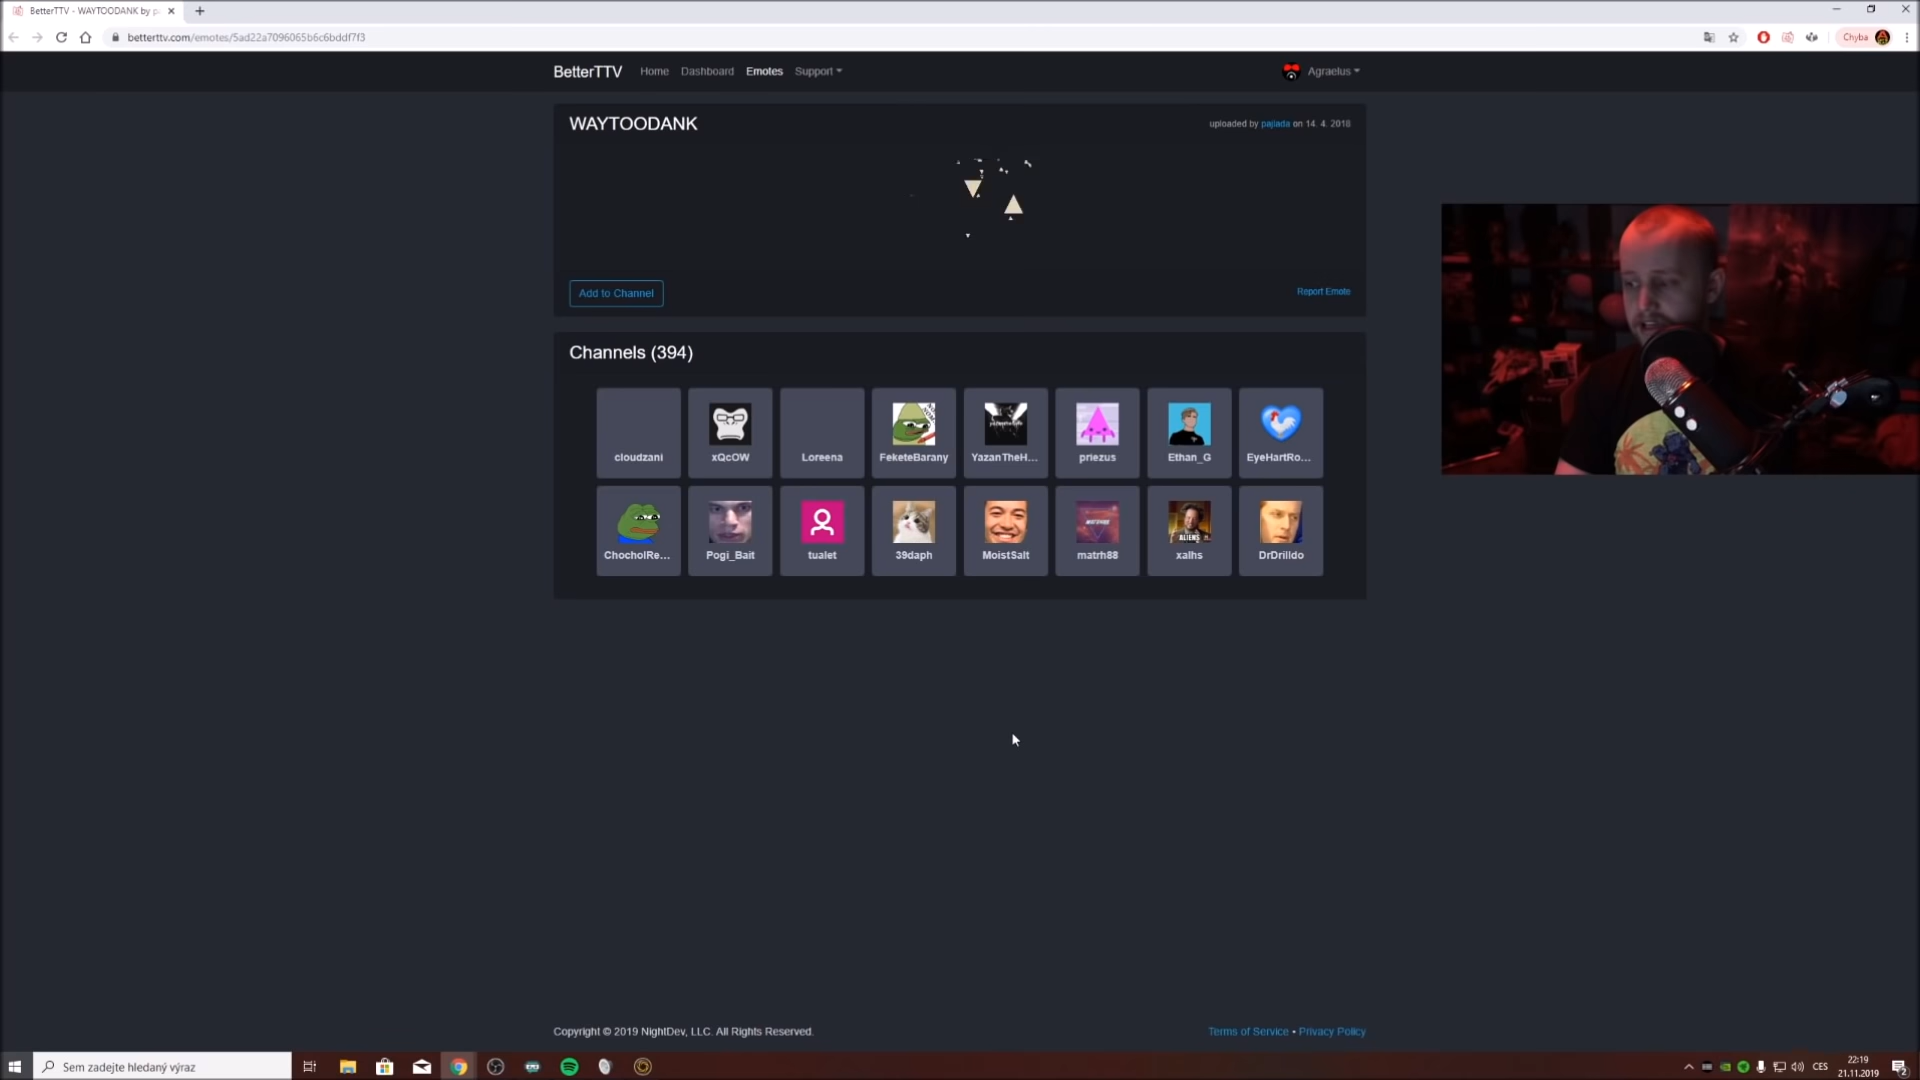 BetterTTV - WAYTOODANK by p
betterttv.com/emotes/5ad22a7096065b6c6bddf7f3
Chyba
BetterTTV Home Dashboard Emotes Support
Agraelus
WAYTOODANK
uploaded by pajlada on 14. 4. 2018
Add to Channel
Report Emote
Channels (394)
cloudzani
xQcOW
Loreena
FeketeBarany
YazanTheH...
priezus
Ethan_G
EyeHartRo...
ChocholRe...
Pogi_Bait
tualet
39daph
MoistSalt
matrh88
ALIENS
xalhs
DrDrilldo
Copyright © 2019 NightDev, LLC. All Rights Reserved.
Terms of Service • Privacy Policy
Sem zadejte hledaný výraz
CES
22:19
21.11.2019
2